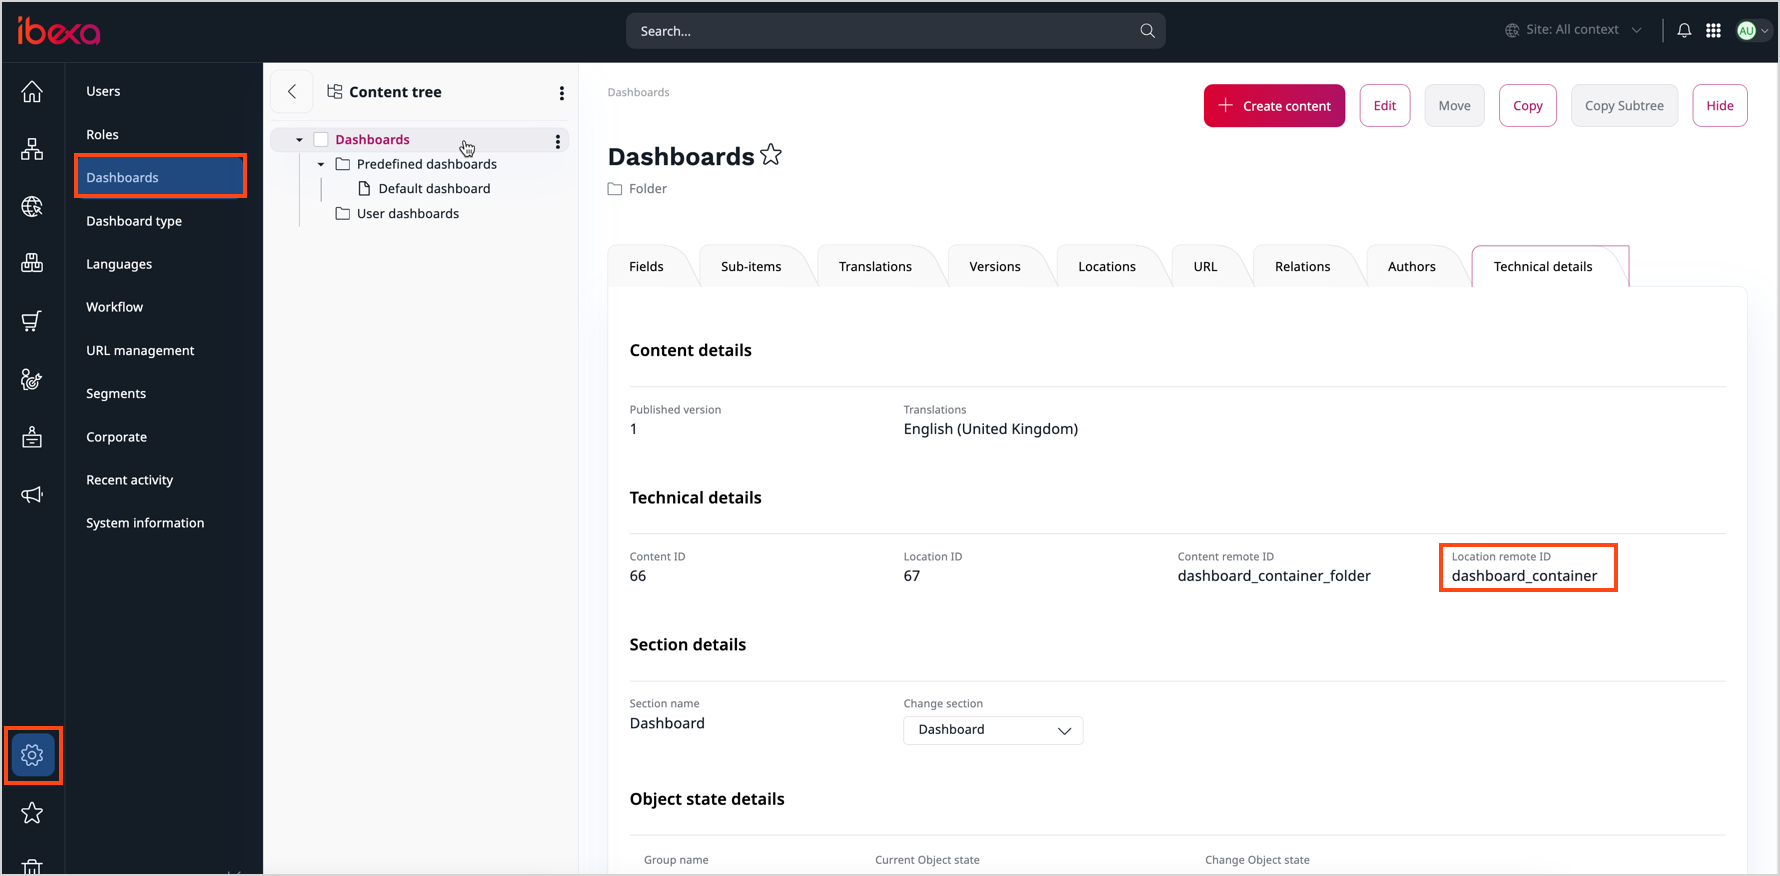 ibexa
Search...
Site: All context
AU
Users
Roles
Dashboards
Dashboard type
Languages
Workflow
URL management
Segments
Corporate
Recent activity
System information
Content tree
Dashboards
Predefined dashboards
Default dashboard
User dashboards
Dashboards
Create content
Edit
Move
Copy
Copy Subtree
Hide
Dashboards
Folder
Fields
Sub-items
Translations
Versions
Locations
URL
Relations
Authors
Technical details
Content details
Published version
1
Translations
English (United Kingdom)
Technical details
Content ID
66
Location ID
67
Content remote ID
dashboard_container_folder
Location remote ID
dashboard_container
Section details
Section name
Dashboard
Change section
Dashboard
Object state details
Group name
Current Object state
Change Object state